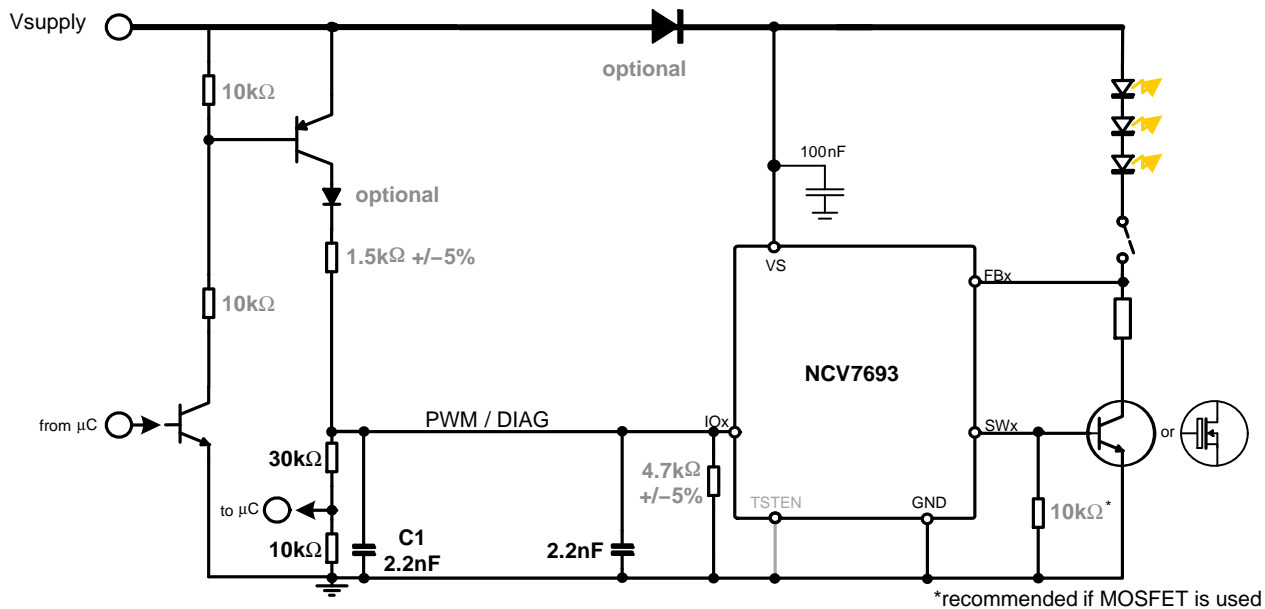 Vsupply
optional
10kΩ
100nF
optional
1.5kΩ +/−5%
VS
FBx
10kΩ
NCV7693
from μC
PWM / DIAG
IOx
SWx
or
30kΩ
4.7kΩ
+/−5%
TSTEN
GND
to μC
10kΩ*
C1
2.2nF
10kΩ
2.2nF
*recommended if MOSFET is used